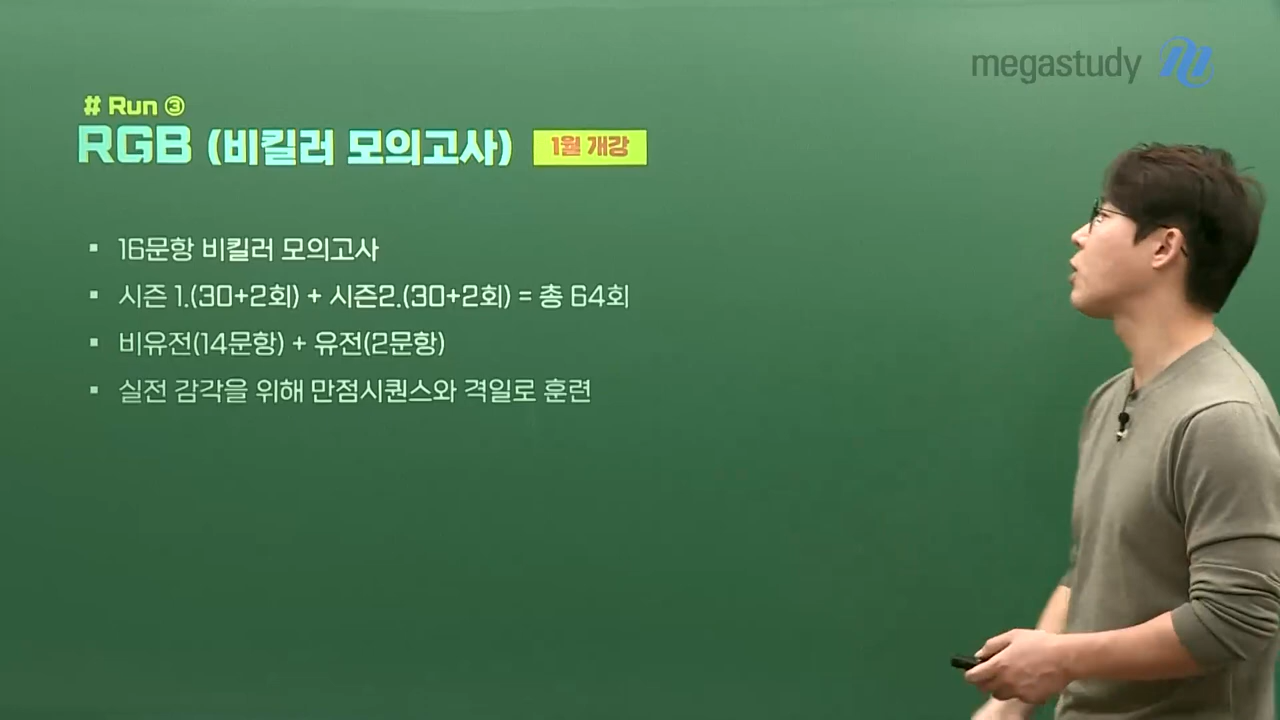 megastudy
# Run ③
RGB (비킬러 모의고사) 1월 개강
▪ 16문항 비킬러 모의고사
▪ 시즌 1.(30+2회) + 시즌2.(30+2회) = 총 64회
▪ 비유전(14문항) + 유전(2문항)
▪ 실전 감각을 위해 만점시퀀스와 격일로 훈련